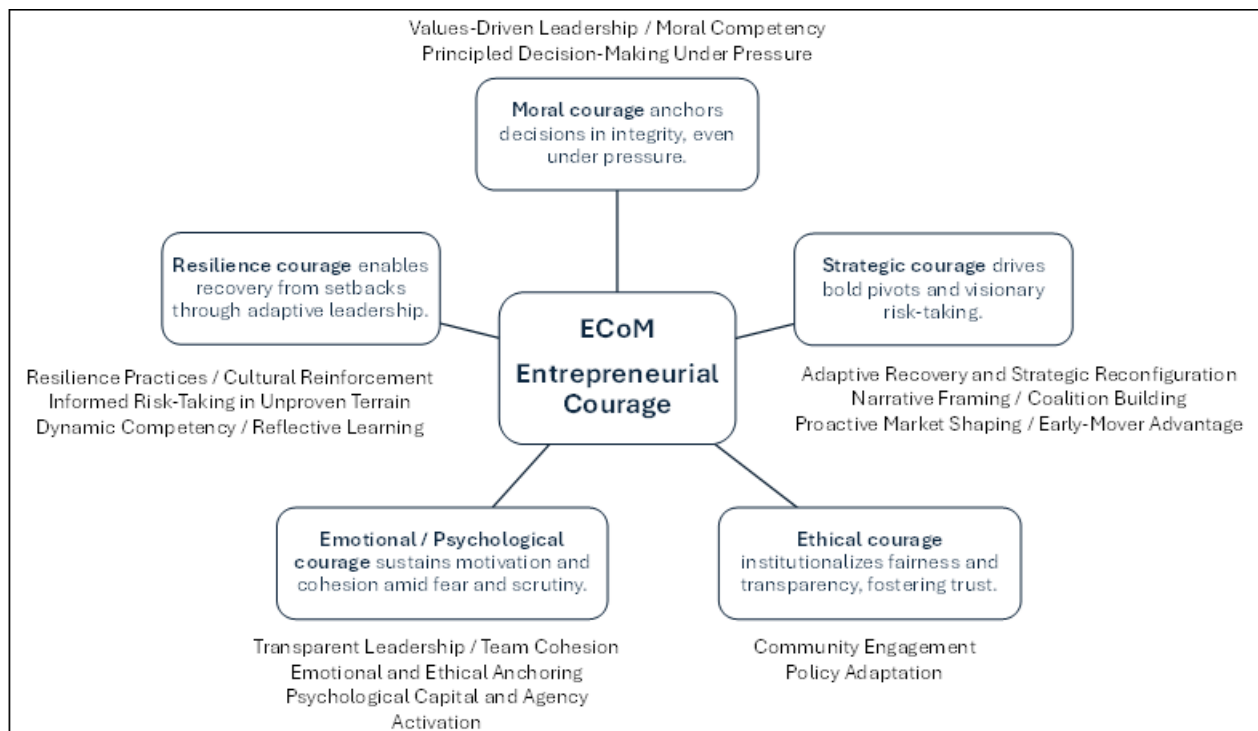 Values-Driven Leadership / Moral Competency
Principled Decision-Making Under Pressure
Moral courage anchors
decisions in integrity, even
under pressure.
Resilience courage enables
recovery from setbacks
through adaptive leadership.
Strategic courage drives
bold pivots and visionary
risk-taking.
ECoM
Entrepreneurial
Courage
Resilience Practices / Cultural Reinforcement
Informed Risk-Taking in Unproven Terrain
Dynamic Competency / Reflective Learning
Adaptive Recovery and Strategic Reconfiguration
Narrative Framing / Coalition Building
Proactive Market Shaping / Early-Mover Advantage
Emotional / Psychological
courage sustains motivation and
cohesion amid fear and scrutiny.
Ethical courage
institutionalizes fairness and
transparency, fostering trust.
Transparent Leadership / Team Cohesion
Emotional and Ethical Anchoring
Psychological Capital and Agency
Activation
Community Engagement
Policy Adaptation